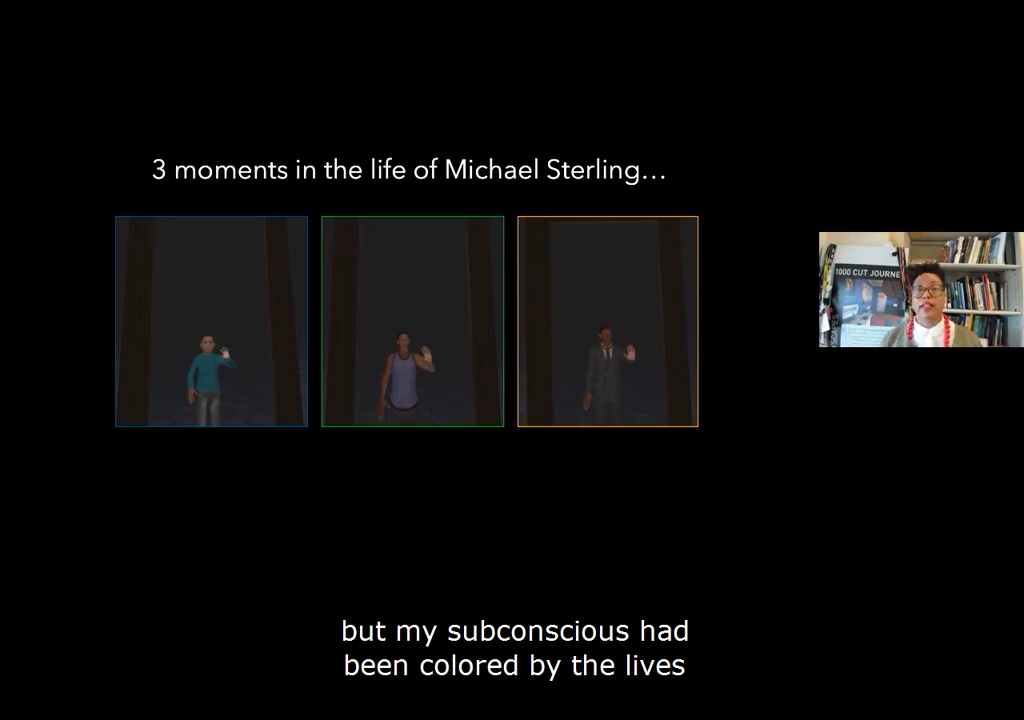 3 moments in the life of Michael Sterling…
1000 CUT JOURNE
but my subconscious had
been colored by the lives